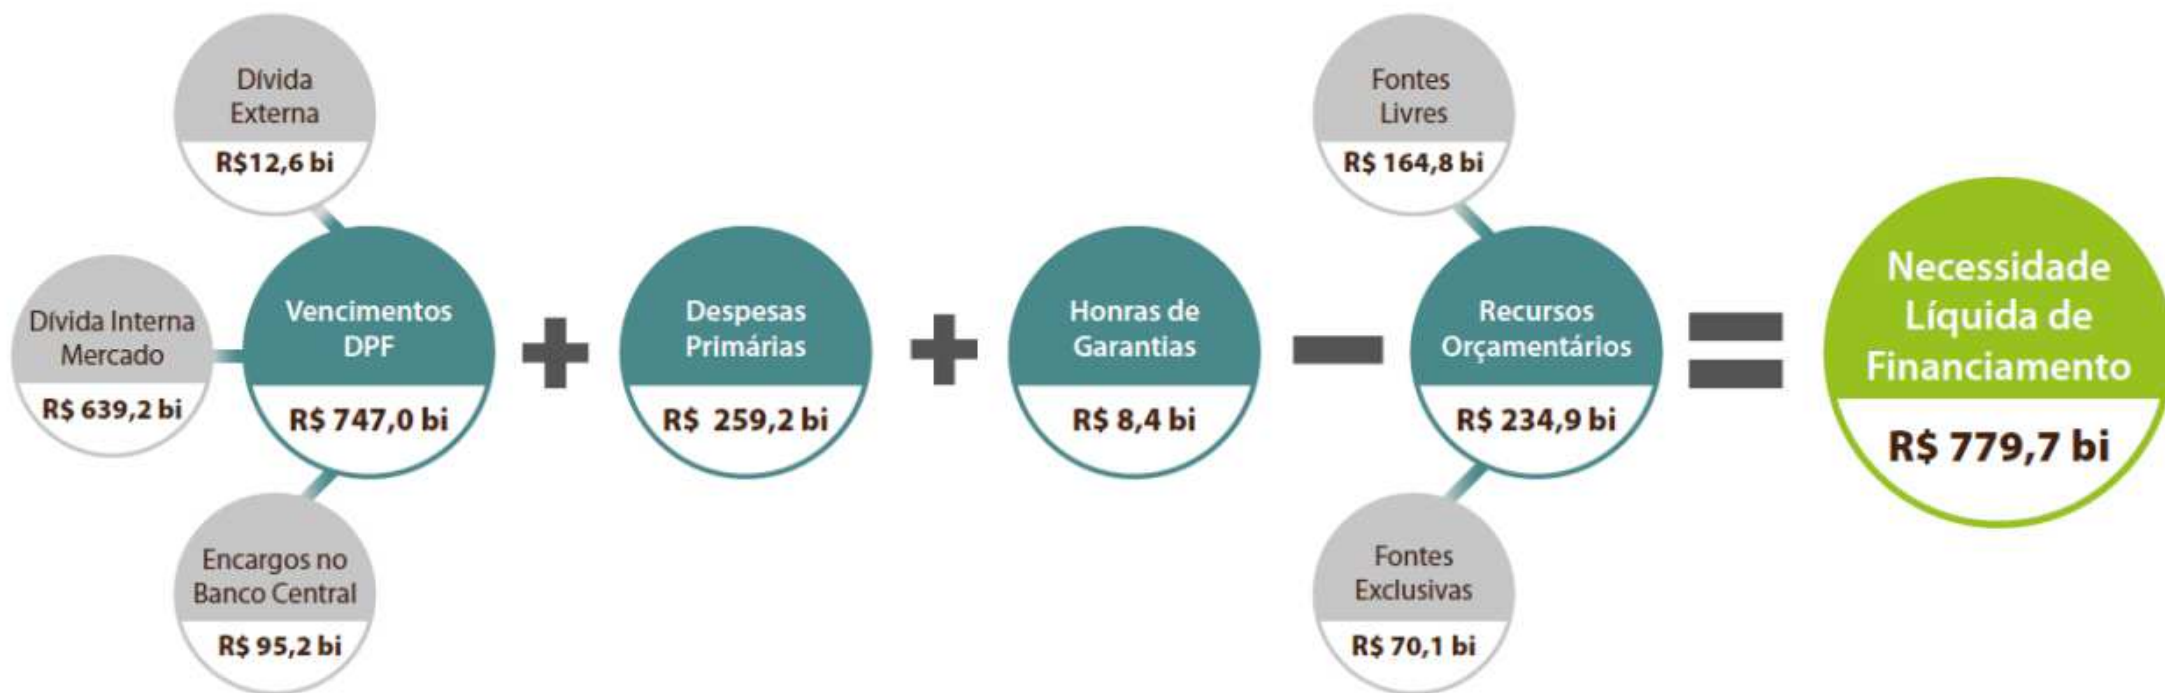 Dívida
Externa
R$12,6 bi
Dívida Interna
Mercado
R$ 639,2 bi
Encargos no
Banco Central
R$ 95,2 bi
Vencimentos
DPF
R$ 747,0 bi
+
Despesas
Primárias
R$ 259,2 bi
+
Honras de
Garantias
R$ 8,4 bi
−
Fontes
Livres
R$ 164,8 bi
Recursos
Orçamentários
R$ 234,9 bi
Fontes
Exclusivas
R$ 70,1 bi
=
Necessidade
Líquida de
Financiamento
R$ 779,7 bi